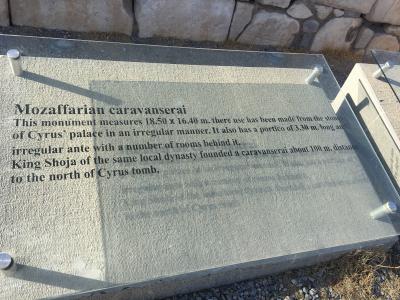 Mozaffarian caravanserai
This monument measures 18.50 x 16.40 m. there use has been made from the stones
of Cyrus' palace in an irregular manner. It also has a portico of 3.30 m. long and
irregular ante with a number of rooms behind it.
King Shoja of the same local dynasty founded a caravanserai about 100 m. distance
to the north of Cyrus tomb.